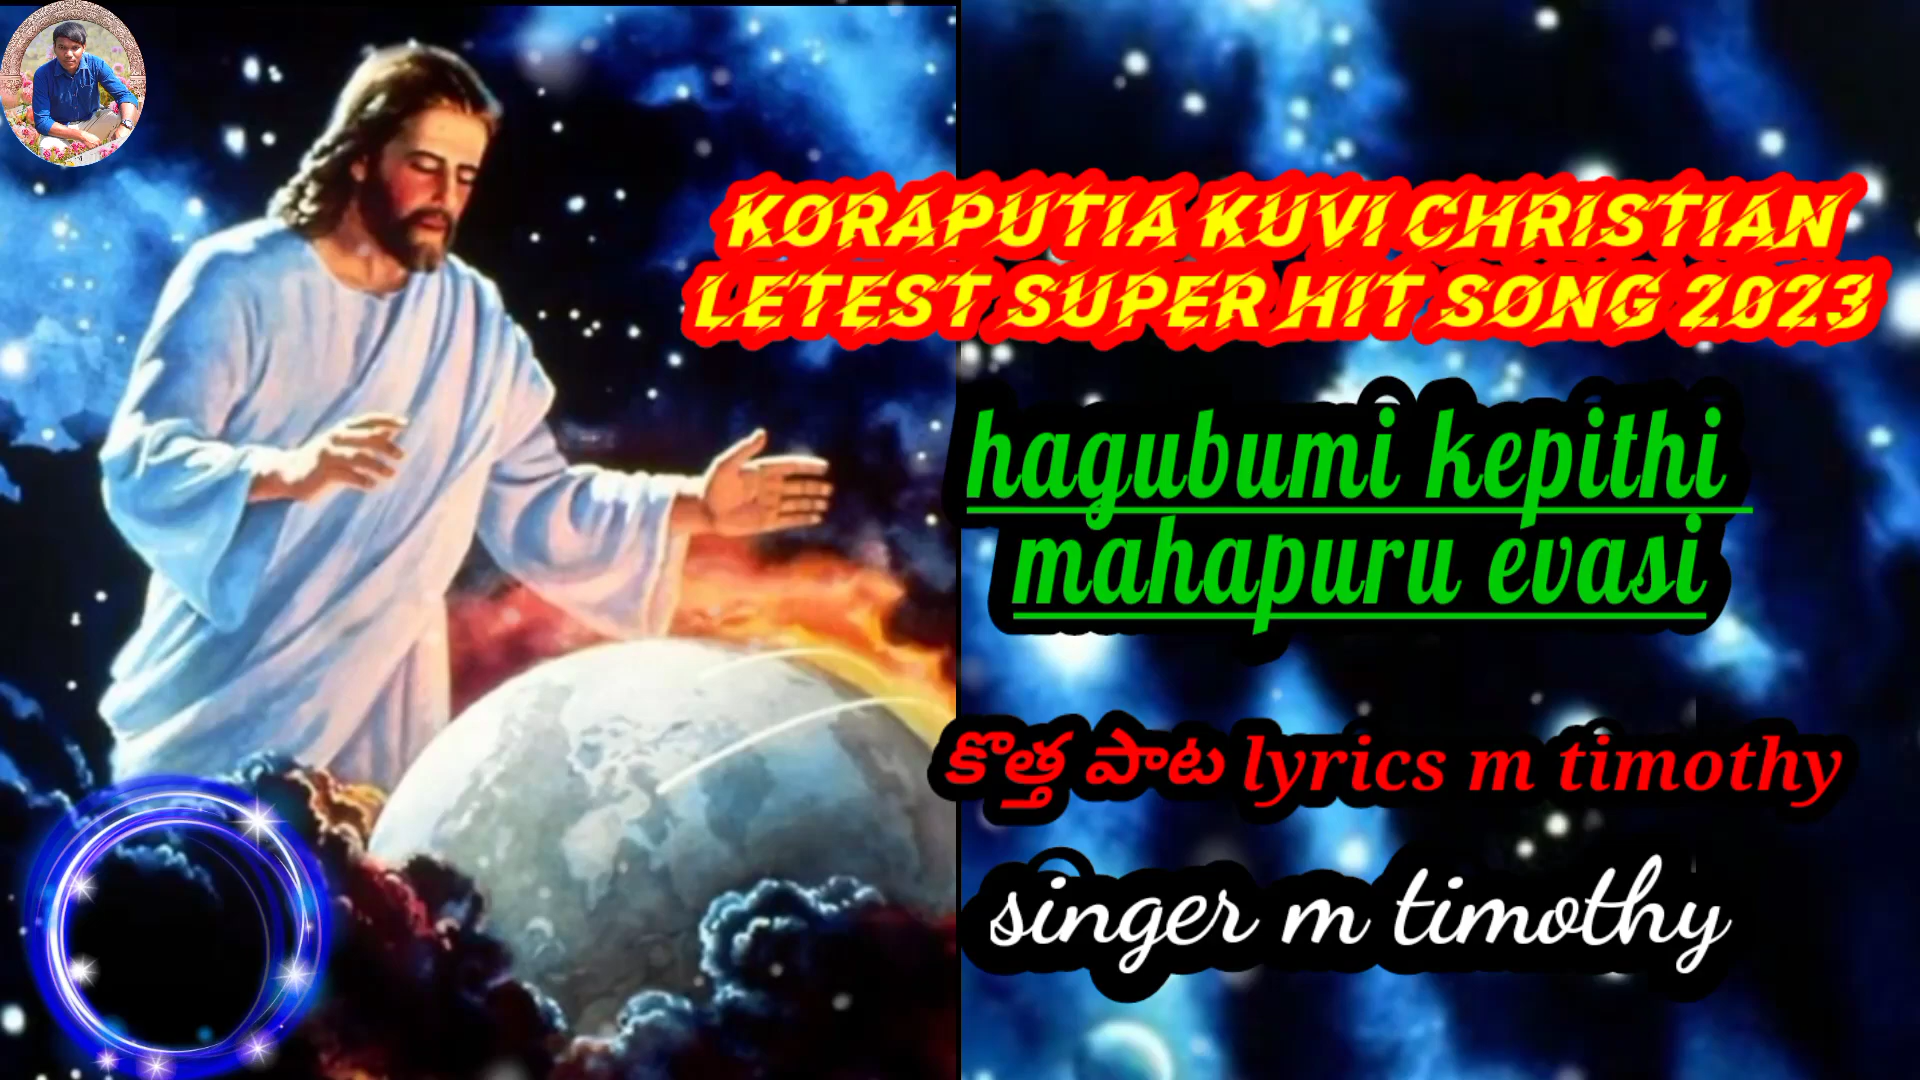 KORAPUTIA KUVI CHRISTIAN
LETEST SUPER HIT SONG 2023
hagubumi kepithi
mahapuru evasi
కొత్త పాట lyrics m timothy
singer m timothy